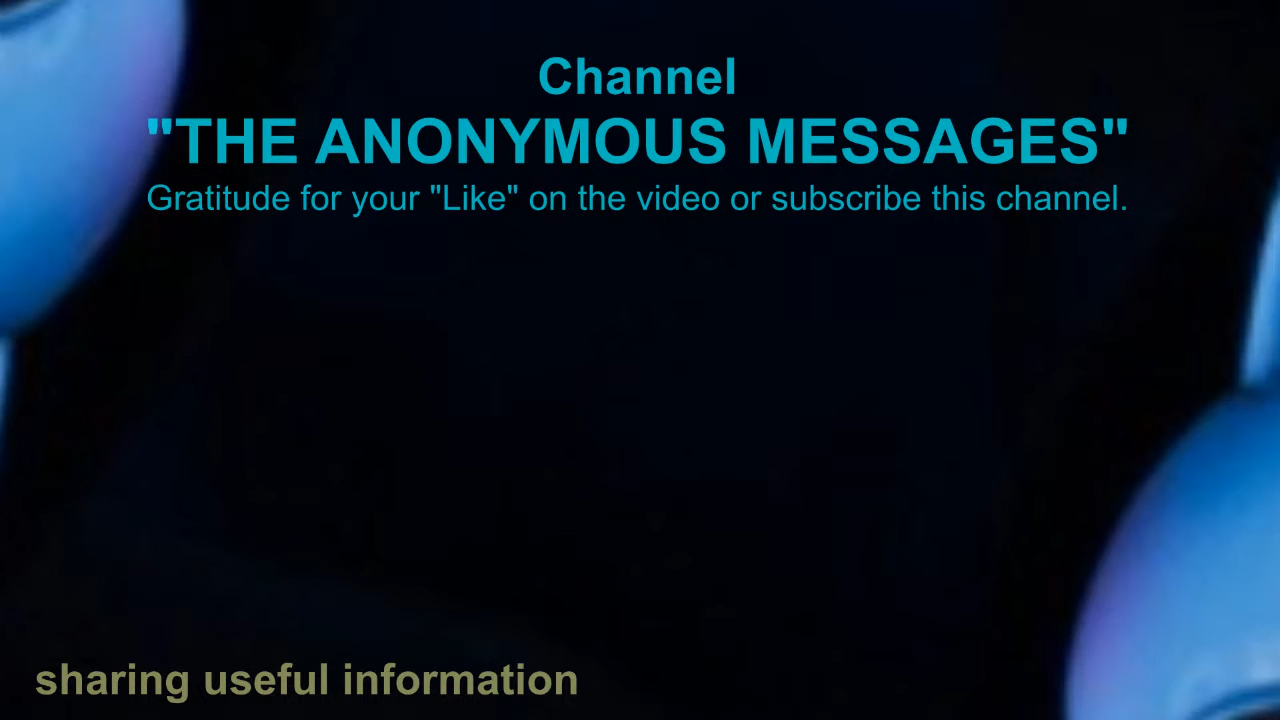 Channel
"THE ANONYMOUS MESSAGES"
Gratitude for your "Like" on the video or subscribe this channel.
sharing useful information